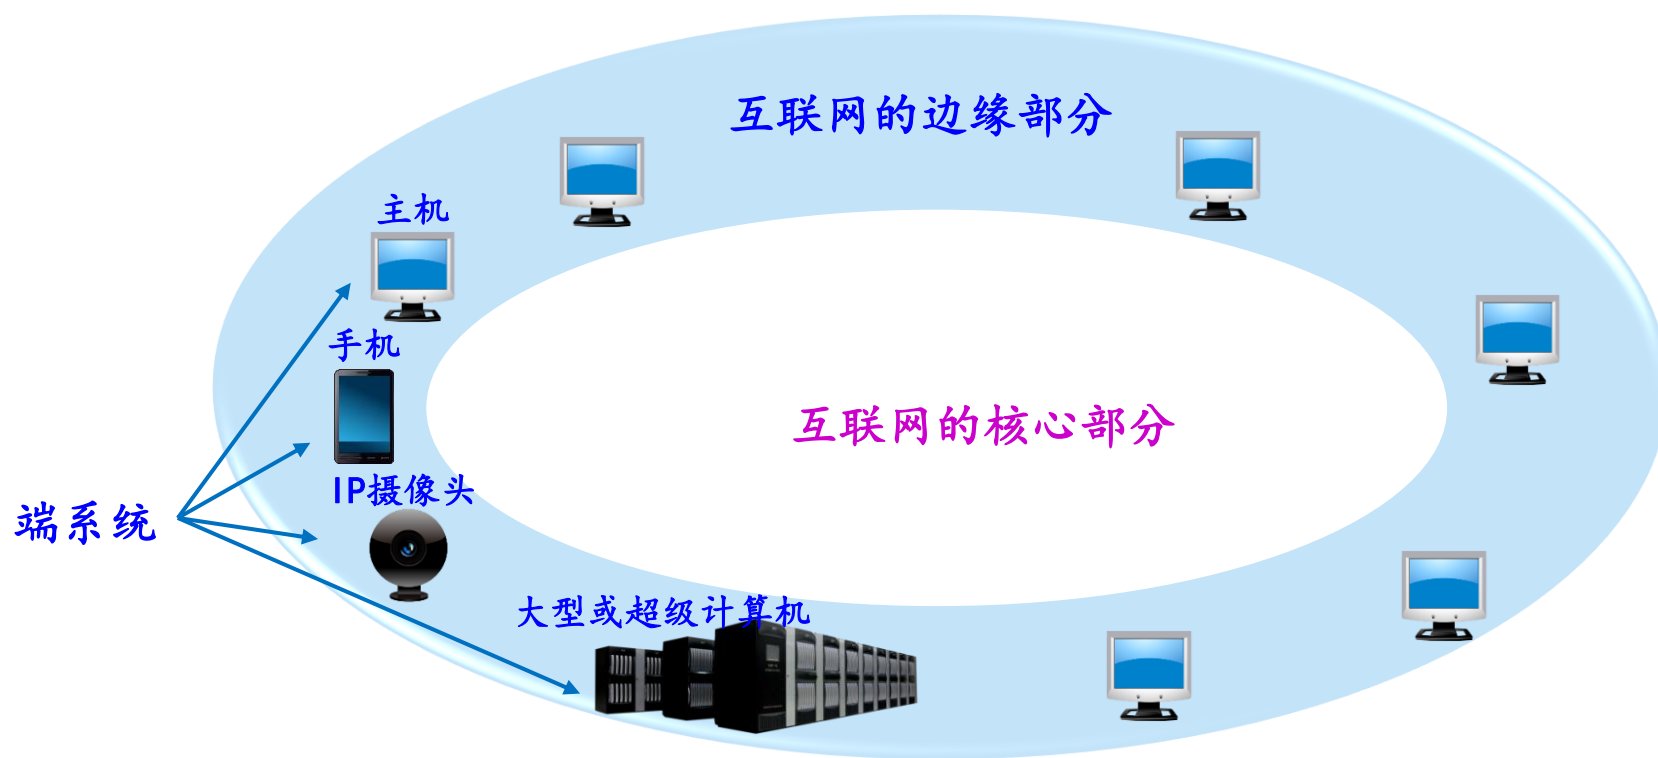 互联网的边缘部分
主机
手机
互联网的核心部分
IP摄像头
端系统
大型或超级计算机